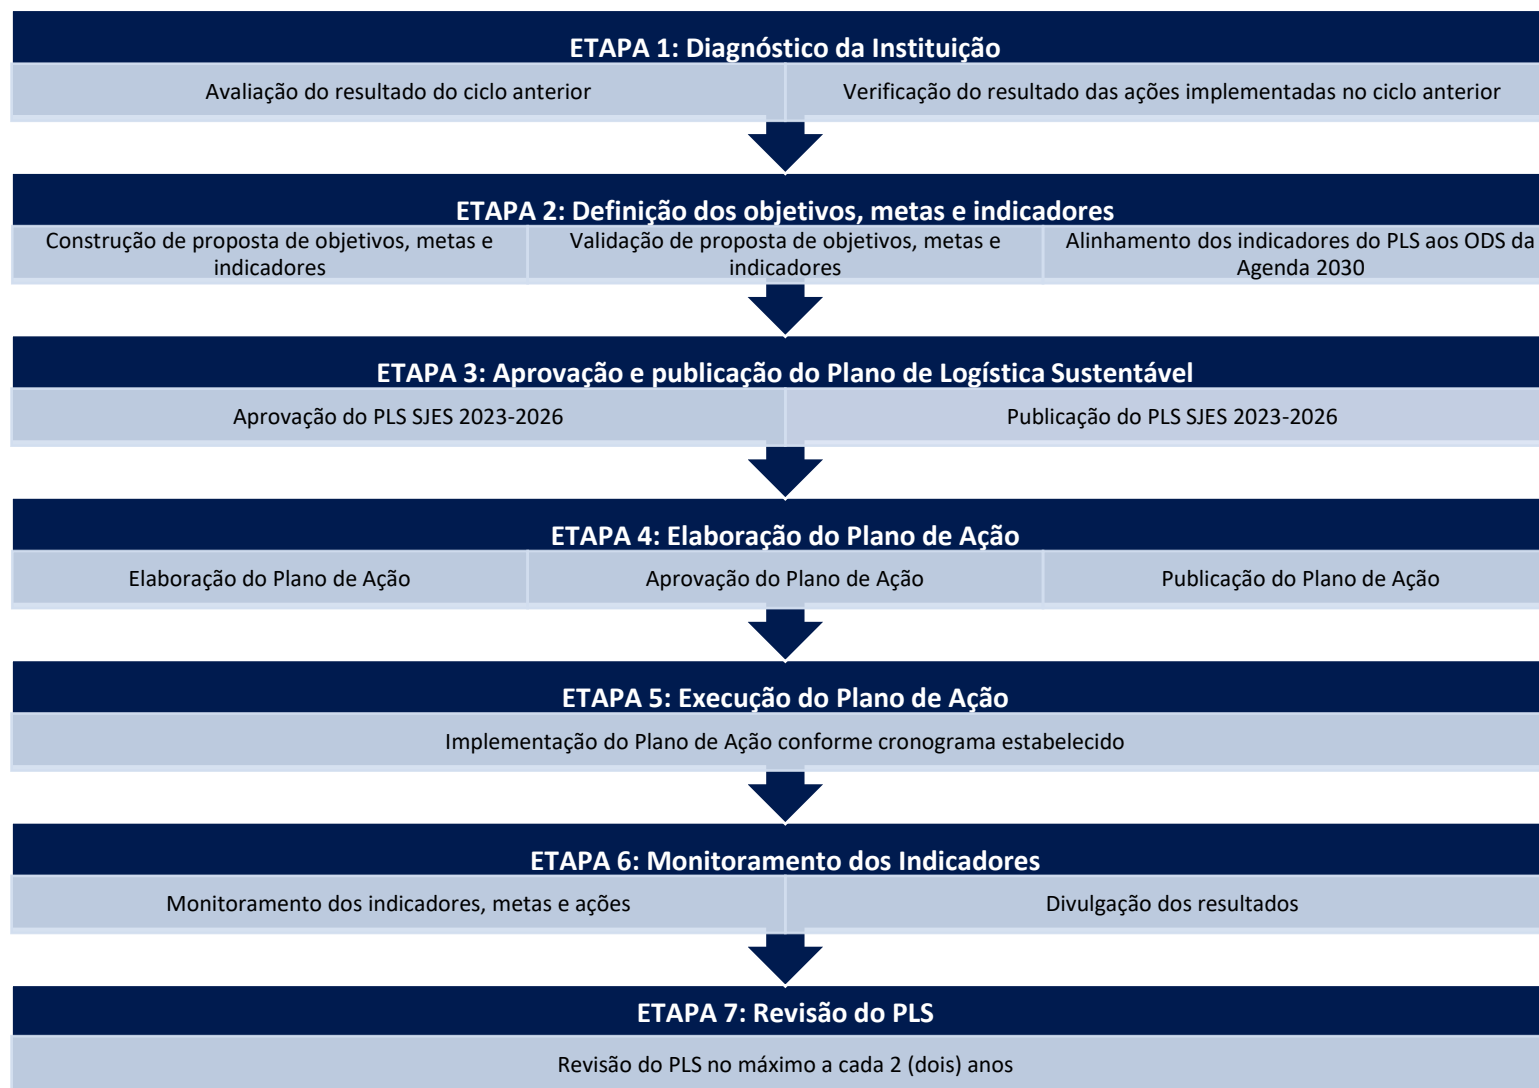 ETAPA 1: Diagnóstico da Instituição
Avaliação do resultado do ciclo anterior
Verificação do resultado das ações implementadas no ciclo anterior
ETAPA 2: Definição dos objetivos, metas e indicadores
Construção de proposta de objetivos, metas e
indicadores
Validação de proposta de objetivos, metas e
indicadores
Alinhamento dos indicadores do PLS aos ODS da
Agenda 2030
ETAPA 3: Aprovação e publicação do Plano de Logística Sustentável
Aprovação do PLS SJES 2023-2026
Publicação do PLS SJES 2023-2026
ETAPA 4: Elaboração do Plano de Ação
Elaboração do Plano de Ação
Aprovação do Plano de Ação
Publicação do Plano de Ação
ETAPA 5: Execução do Plano de Ação
Implementação do Plano de Ação conforme cronograma estabelecido
ETAPA 6: Monitoramento dos Indicadores
Monitoramento dos indicadores, metas e ações
Divulgação dos resultados
ETAPA 7: Revisão do PLS
Revisão do PLS no máximo a cada 2 (dois) anos